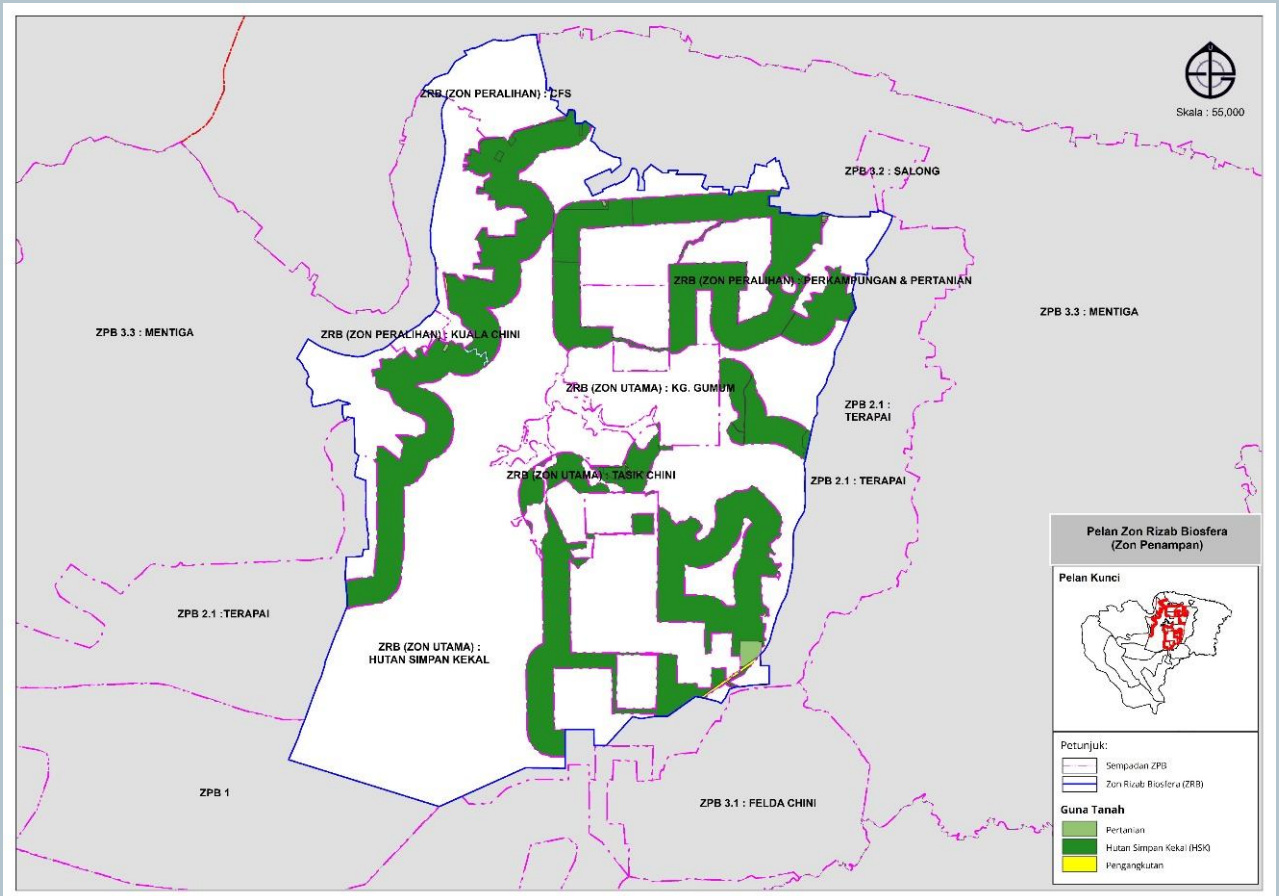 Skala : 55,000
ZRB (ZON PERALIHAN) : CFS
ZPB 3.2 : SALONG
ZRB (ZON PERALIHAN) : PERKAMPUNGAN & PERTANIAN
ZPB 3.3 : MENTIGA
ZPB 3.3 : MENTIGA
ZRB (ZON PERALIHAN) : KUALA CHINI
ZRB (ZON UTAMA) : KG. GUMUM
ZPB 2.1 :
TERAPAI
ZRB (ZON UTAMA) : TASIK CHINI
ZPB 2.1 : TERAPAI
ZPB 2.1 :TERAPAI
ZRB (ZON UTAMA) :
HUTAN SIMPAN KEKAL
ZPB 1
ZPB 3.1 : FELDA CHINI
Pelan Zon Rizab Biosfera
(Zon Penampan)
Pelan Kunci
Petunjuk:
Sempadan ZPB
Zon Rizab Biosfera (ZRB)
Guna Tanah
Pertanian
Hutan Simpan Kekal (HSK)
Pengangkutan